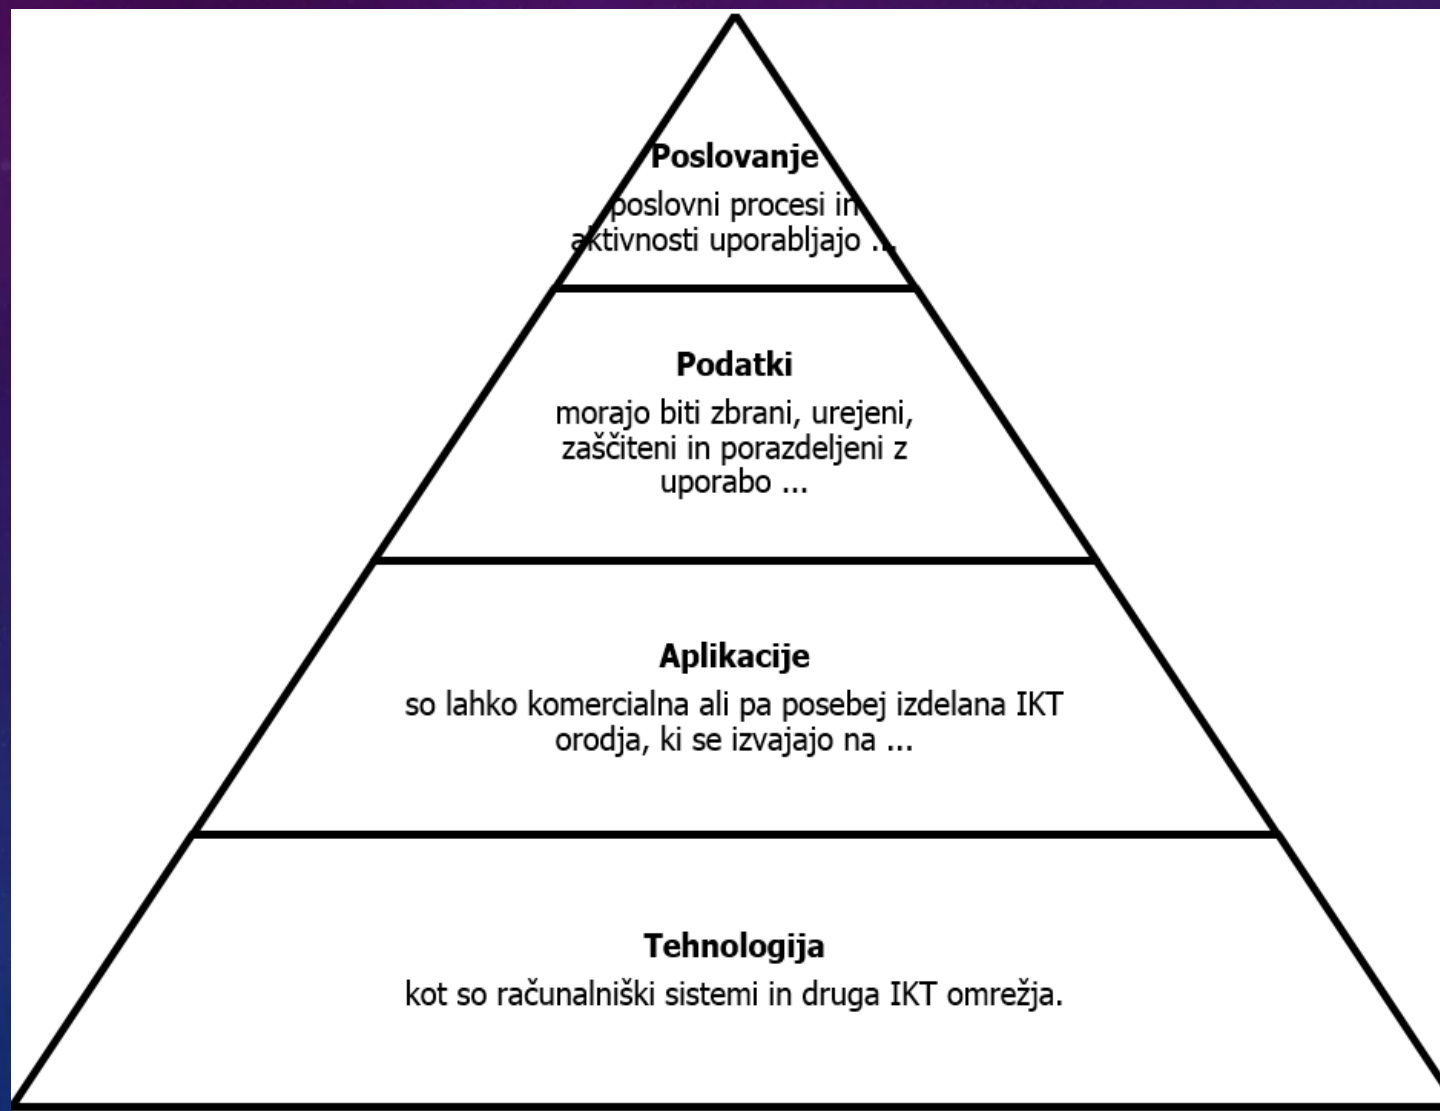 Poslovanje
poslovni procesi in
aktivnosti uporabljajo ...
Podatki
morajo biti zbrani, urejeni,
zaščiteni in porazdeljeni z
uporabo ...
Aplikacije
so lahko komercialna ali pa posebej izdelana IKT
orodja, ki se izvajajo na ...
Tehnologija
kot so računalniški sistemi in druga IKT omrežja.